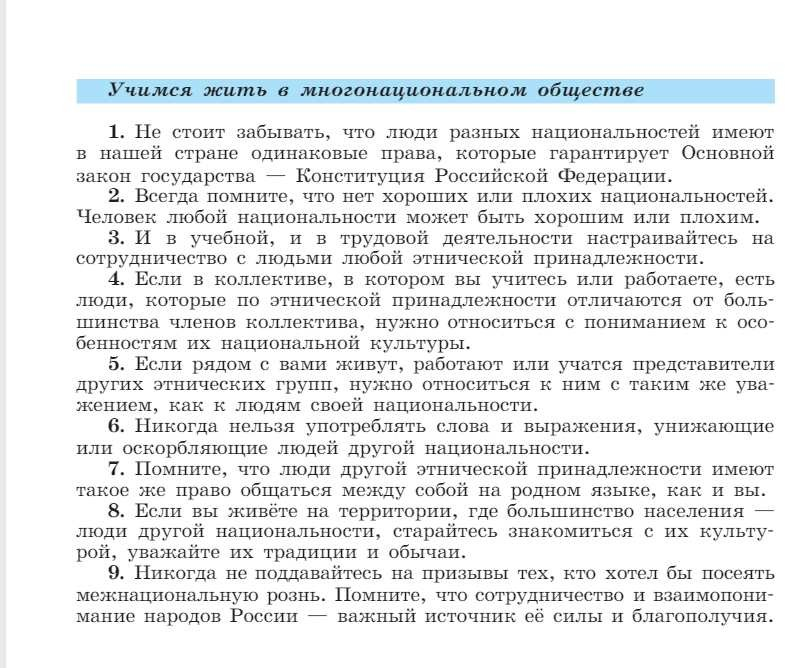 Учимся жить в многонациональном обществе
1. Не стоит забывать, что люди разных национальностей имеют
в нашей стране одинаковые права, которые гарантирует Основной
закон государства — Конституция Российской Федерации.
2. Всегда помните, что нет хороших или плохих национальностей.
Человек любой национальности может быть хорошим или плохим.
3. И в учебной, и в трудовой деятельности настраивайтесь на
сотрудничество с людьми любой этнической принадлежности.
4. Если в коллективе, в котором вы учитесь или работаете, есть
люди, которые по этнической принадлежности отличаются от боль-
шинства членов коллектива, нужно относиться с пониманием к осо-
бенностям их национальной культуры.
5. Если рядом с вами живут, работают или учатся представители
других этнических групп, нужно относиться к ним с таким же ува-
жением, как к людям своей национальности.
6. Никогда нельзя употреблять слова и выражения, унижающие
или оскорбляющие людей другой национальности.
7. Помните, что люди другой этнической принадлежности имеют
такое же право общаться между собой на родном языке, как и вы.
8. Если вы живёте на территории, где большинство населения —
люди другой национальности, старайтесь знакомиться с их культу-
рой, уважайте их традиции и обычаи.
9. Никогда не поддавайтесь на призывы тех, кто хотел бы посеять
межнациональную рознь. Помните, что сотрудничество и взаимопони-
мание народов России — важный источник её силы и благополучия.